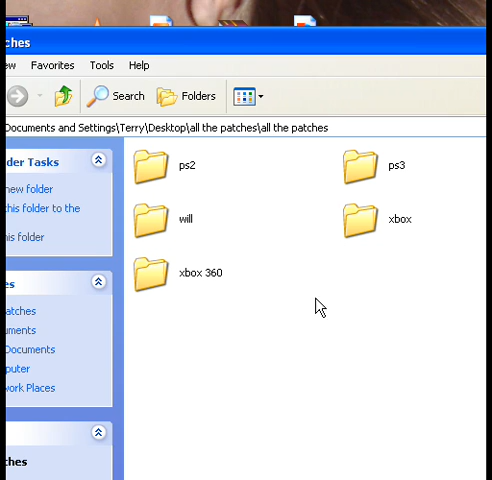 ches
ew Favorites Tools Help
Search Folders
Documents and Settings\Terry\Desktop\all the patches\all the patches
der Tasks
new folder
this folder to the
his folder
es
atches
uments
Documents
puter
work Places
ches
ps2 ps3
will xbox
xbox 360